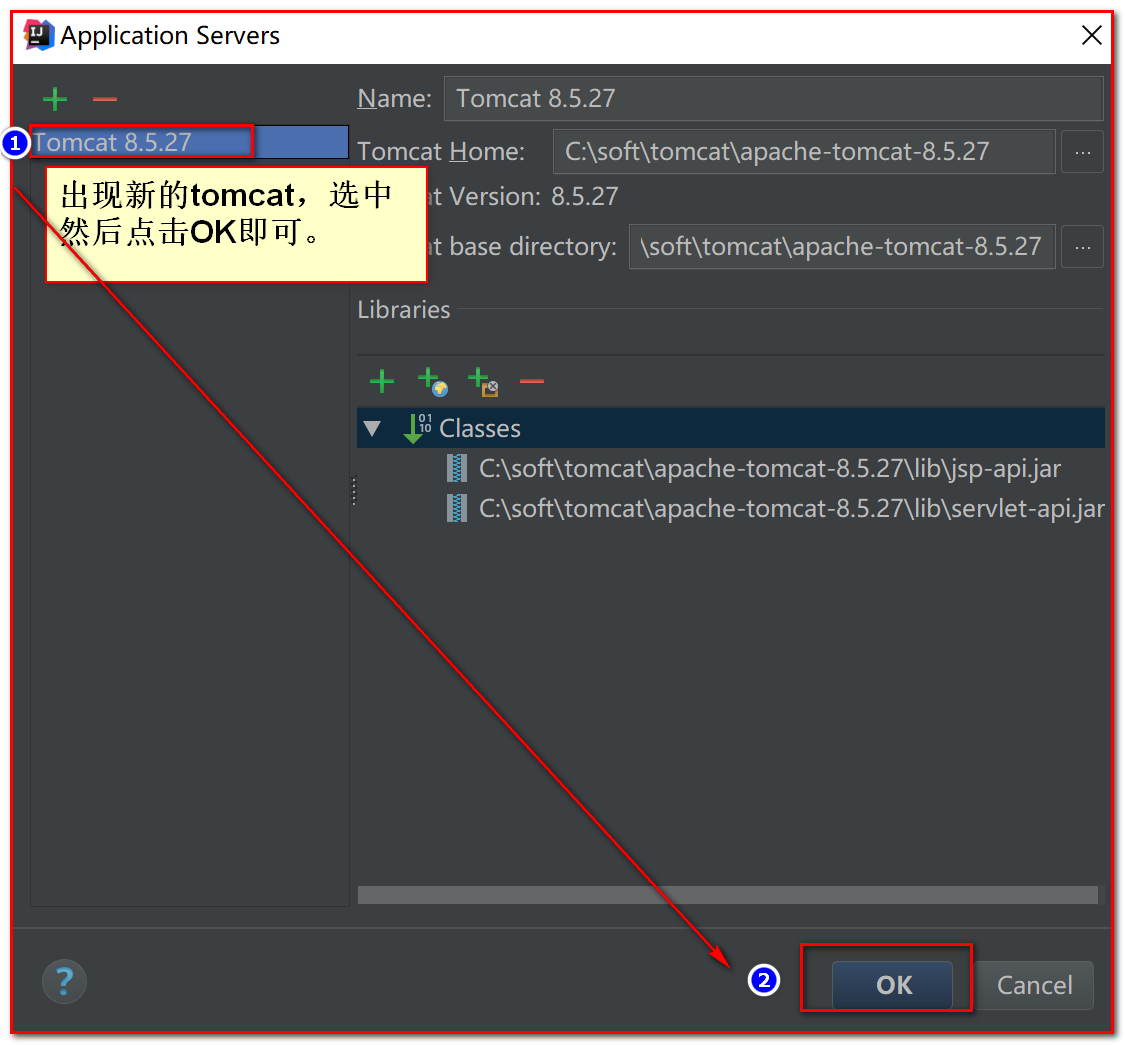 Application Servers
Name: Tomcat 8.5.27
1 Tomcat 8.5.27
Tomcat Home: C:\soft\tomcat\apache-tomcat-8.5.27 ...
出现新的tomcat，选中
然后点击OK即可。
at Version: 8.5.27
at base directory: \soft\tomcat\apache-tomcat-8.5.27 ...
Libraries
Classes
C:\soft\tomcat\apache-tomcat-8.5.27\lib\jsp-api.jar
C:\soft\tomcat\apache-tomcat-8.5.27\lib\servlet-api.jar
? 2 OK Cancel